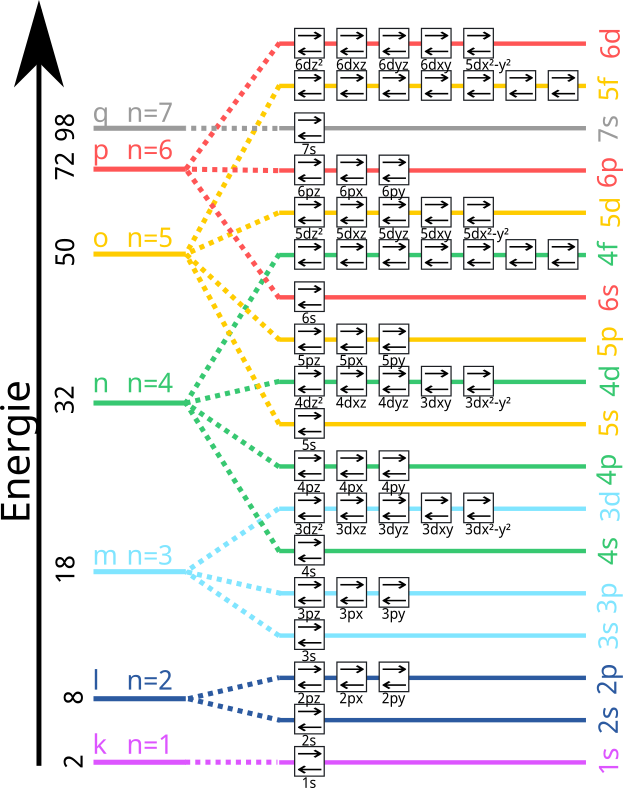 6d
6dz² 6dxz 6dyz 6dxy 5dx²-y²
5f
98 q n=7
7s
7s
72 p n=6
6p
6pz 6px 6py
5d
5dz² 5dxz 5dyz 5dxy 5dx²-y²
50 o n=5
4f
6s
6s
5p
5pz 5px 5py
4d
4dz² 4dxz 4dyz 3dxy 3dx²-y²
32 n n=4
5s
5s
Energie
4p
4pz 4px 4py
3d
3dz² 3dxz 3dyz 3dxy 3dx²-y²
4s
4s
18 m n=3
3p
3pz 3px 3py
3s
3s
8 l n=2
2p
2pz 2px 2py
2s
2s
2 k n=1
1s
1s